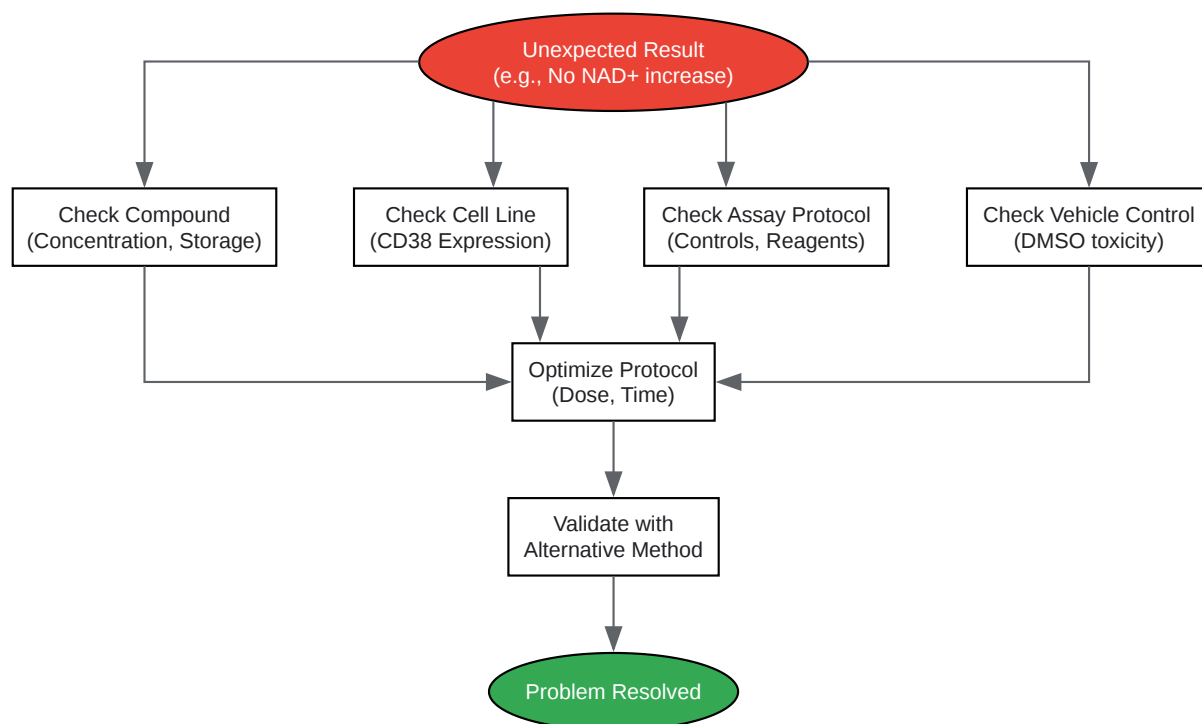 Unexpected Result
(e.g., No NAD+ increase)
Check Compound
(Concentration, Storage)
Check Cell Line
(CD38 Expression)
Check Assay Protocol
(Controls, Reagents)
Check Vehicle Control
(DMSO toxicity)
Optimize Protocol
(Dose, Time)
Validate with
Alternative Method
Problem Resolved